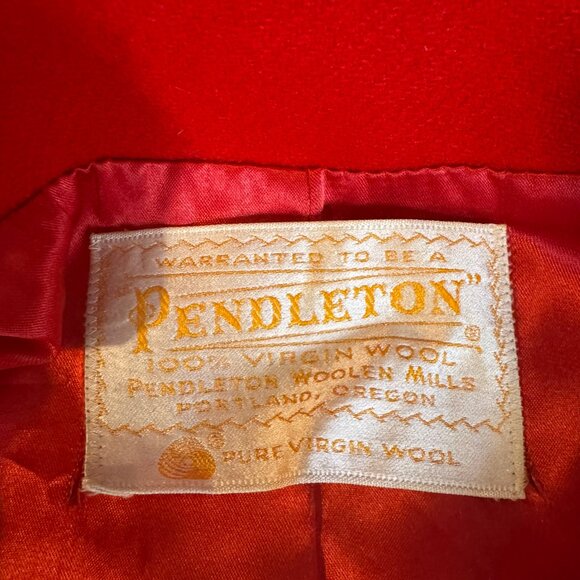 WARRANTED TO BE A
"PENDLETON"®
100% VIRGIN WOOL
PENDLETON WOOLEN MILLS
PORTLAND, OREGON
® PURE VIRGIN WOOL